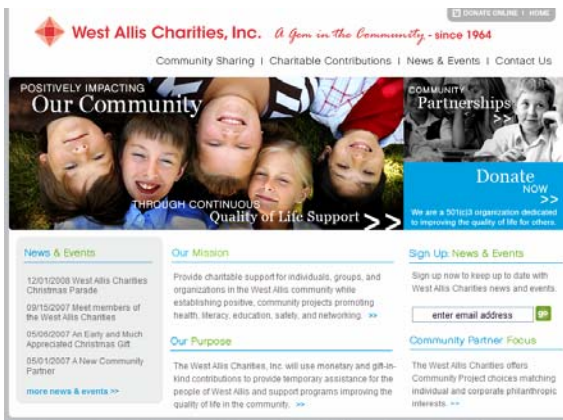 DONATE ONLINE | HOME
West Allis Charities, Inc. A Gem in the Community - since 1964
Community Sharing | Charitable Contributions | News & Events | Contact Us
POSITIVELY IMPACTING
Our Community
THROUGH CONTINUOUS
Quality of Life Support >>
COMMUNITY
Partnerships
>>
Donate
NOW
>>
We are a 501(c)3 organization dedicated
to improving the quality of life for others.
News & Events
12/01/2008 West Allis Charities
Christmas Parade
09/15/2007 Meet members of
the West Allis Charities
05/06/2007 An Early and Much
Appreciated Christmas Gift
05/01/2007 A New Community
Partner
more news & events >>
Our Mission
Provide charitable support for individuals, groups, and
organizations in the West Allis community while
establishing positive, community projects promoting
health, literacy, education, safety, and networking. >>
Our Purpose
The West Allis Charities, Inc. will use monetary and gift-in-
kind contributions to provide temporary assistance for the
people of West Allis and support programs improving the
quality of life in the community. >>
Sign Up: News & Events
Sign up now to keep up to date with
West Allis Charities news and events.
enter email address go
Community Partner Focus
The West Allis Charities offers
Community Project choices matching
individual and corporate philanthropic
interests. >>